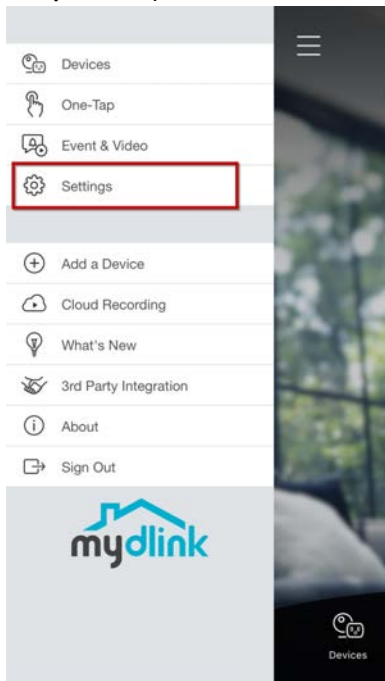 Devices
One-Tap
Event & Video
Settings
Add a Device
Cloud Recording
What's New
3rd Party Integration
About
Sign Out
mydlink
Devices